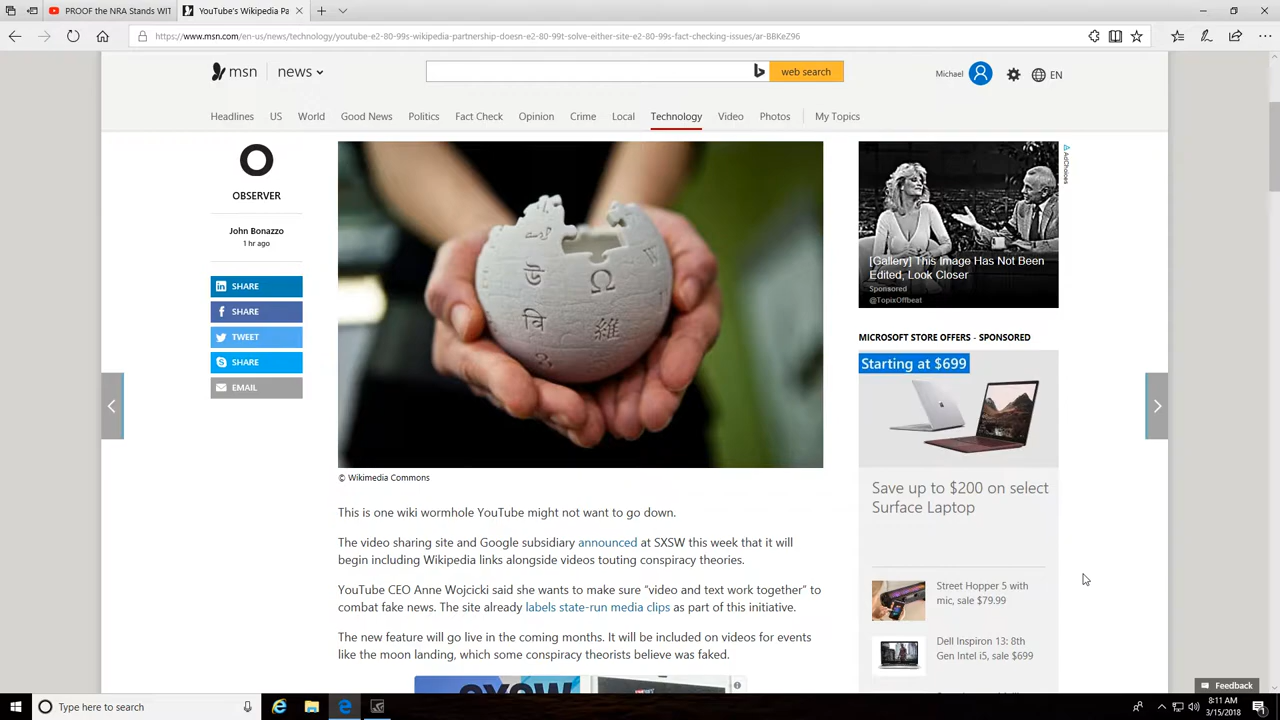 PROOF the NRA Stands WIT
YouTube's Wikipedia Pa
https://www.msn.com/en-us/news/technology/youtube-e2-80-99s-wikipedia-partnership-doesn-e2-80-99t-solve-either-site-e2-80-99s-fact-checking-issues/ar-BBKeZ96
msn
news
web search
Michael
EN
Headlines
US
World
Good News
Politics
Fact Check
Opinion
Crime
Local
Technology
Video
Photos
My Topics
OBSERVER
John Bonazzo
1 hr ago
SHARE
SHARE
TWEET
SHARE
EMAIL
Ω
वि
維
© Wikimedia Commons
This is one wiki wormhole YouTube might not want to go down.
The video sharing site and Google subsidiary announced at SXSW this week that it will
begin including Wikipedia links alongside videos touting conspiracy theories.
YouTube CEO Anne Wojcicki said she wants to make sure “video and text work together” to
combat fake news. The site already labels state-run media clips as part of this initiative.
The new feature will go live in the coming months. It will be included on videos for events
like the moon landing, which some conspiracy theorists believe was faked.
AdChoices
[Gallery] This Image Has Not Been
Edited, Look Closer
Sponsored
@TopixOffbeat
MICROSOFT STORE OFFERS - SPONSORED
Starting at $699
Save up to $200 on select
Surface Laptop
Street Hopper 5 with
mic, sale $79.99
Dell Inspiron 13: 8th
Gen Intel i5, sale $699
Feedback
Type here to search
8:11 AM
3/15/2018